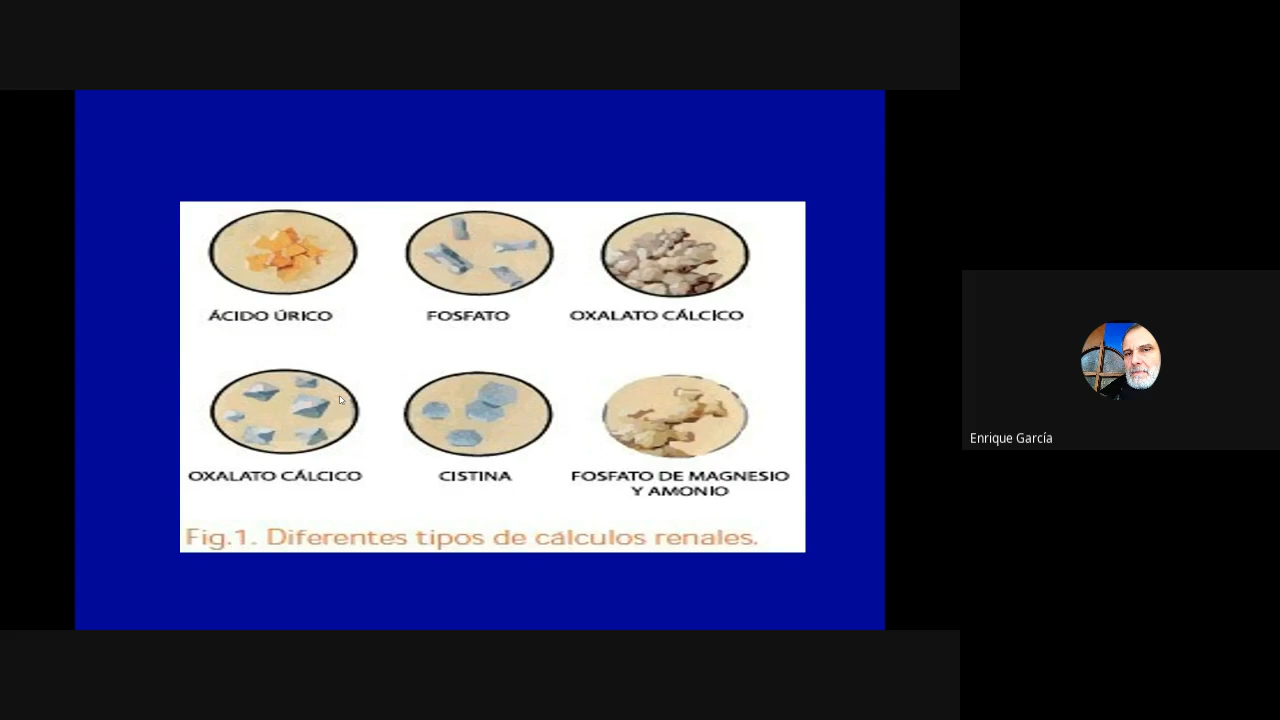 ÁCIDO ÚRICO
FOSFATO
OXALATO CÁLCICO
OXALATO CÁLCICO
CISTINA
FOSFATO DE MAGNESIO
Y AMONIO
Fig.1. Diferentes tipos de cálculos renales.
Enrique García